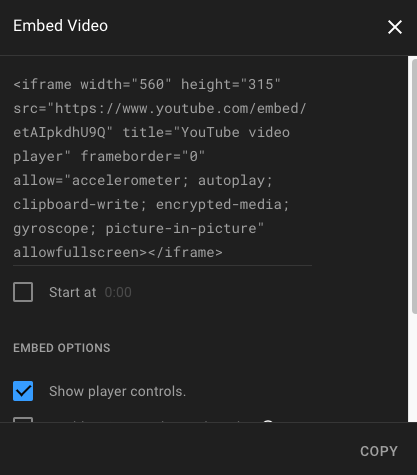 Embed Video
<iframe width="560" height="315"
src="https://www.youtube.com/embed/
etAIpkdhU9Q" title="YouTube video
player" frameborder="0"
allow="accelerometer; autoplay;
clipboard-write; encrypted-media;
gyroscope; picture-in-picture"
allowfullscreen></iframe>
Start at 0:00
EMBED OPTIONS
Show player controls.
COPY